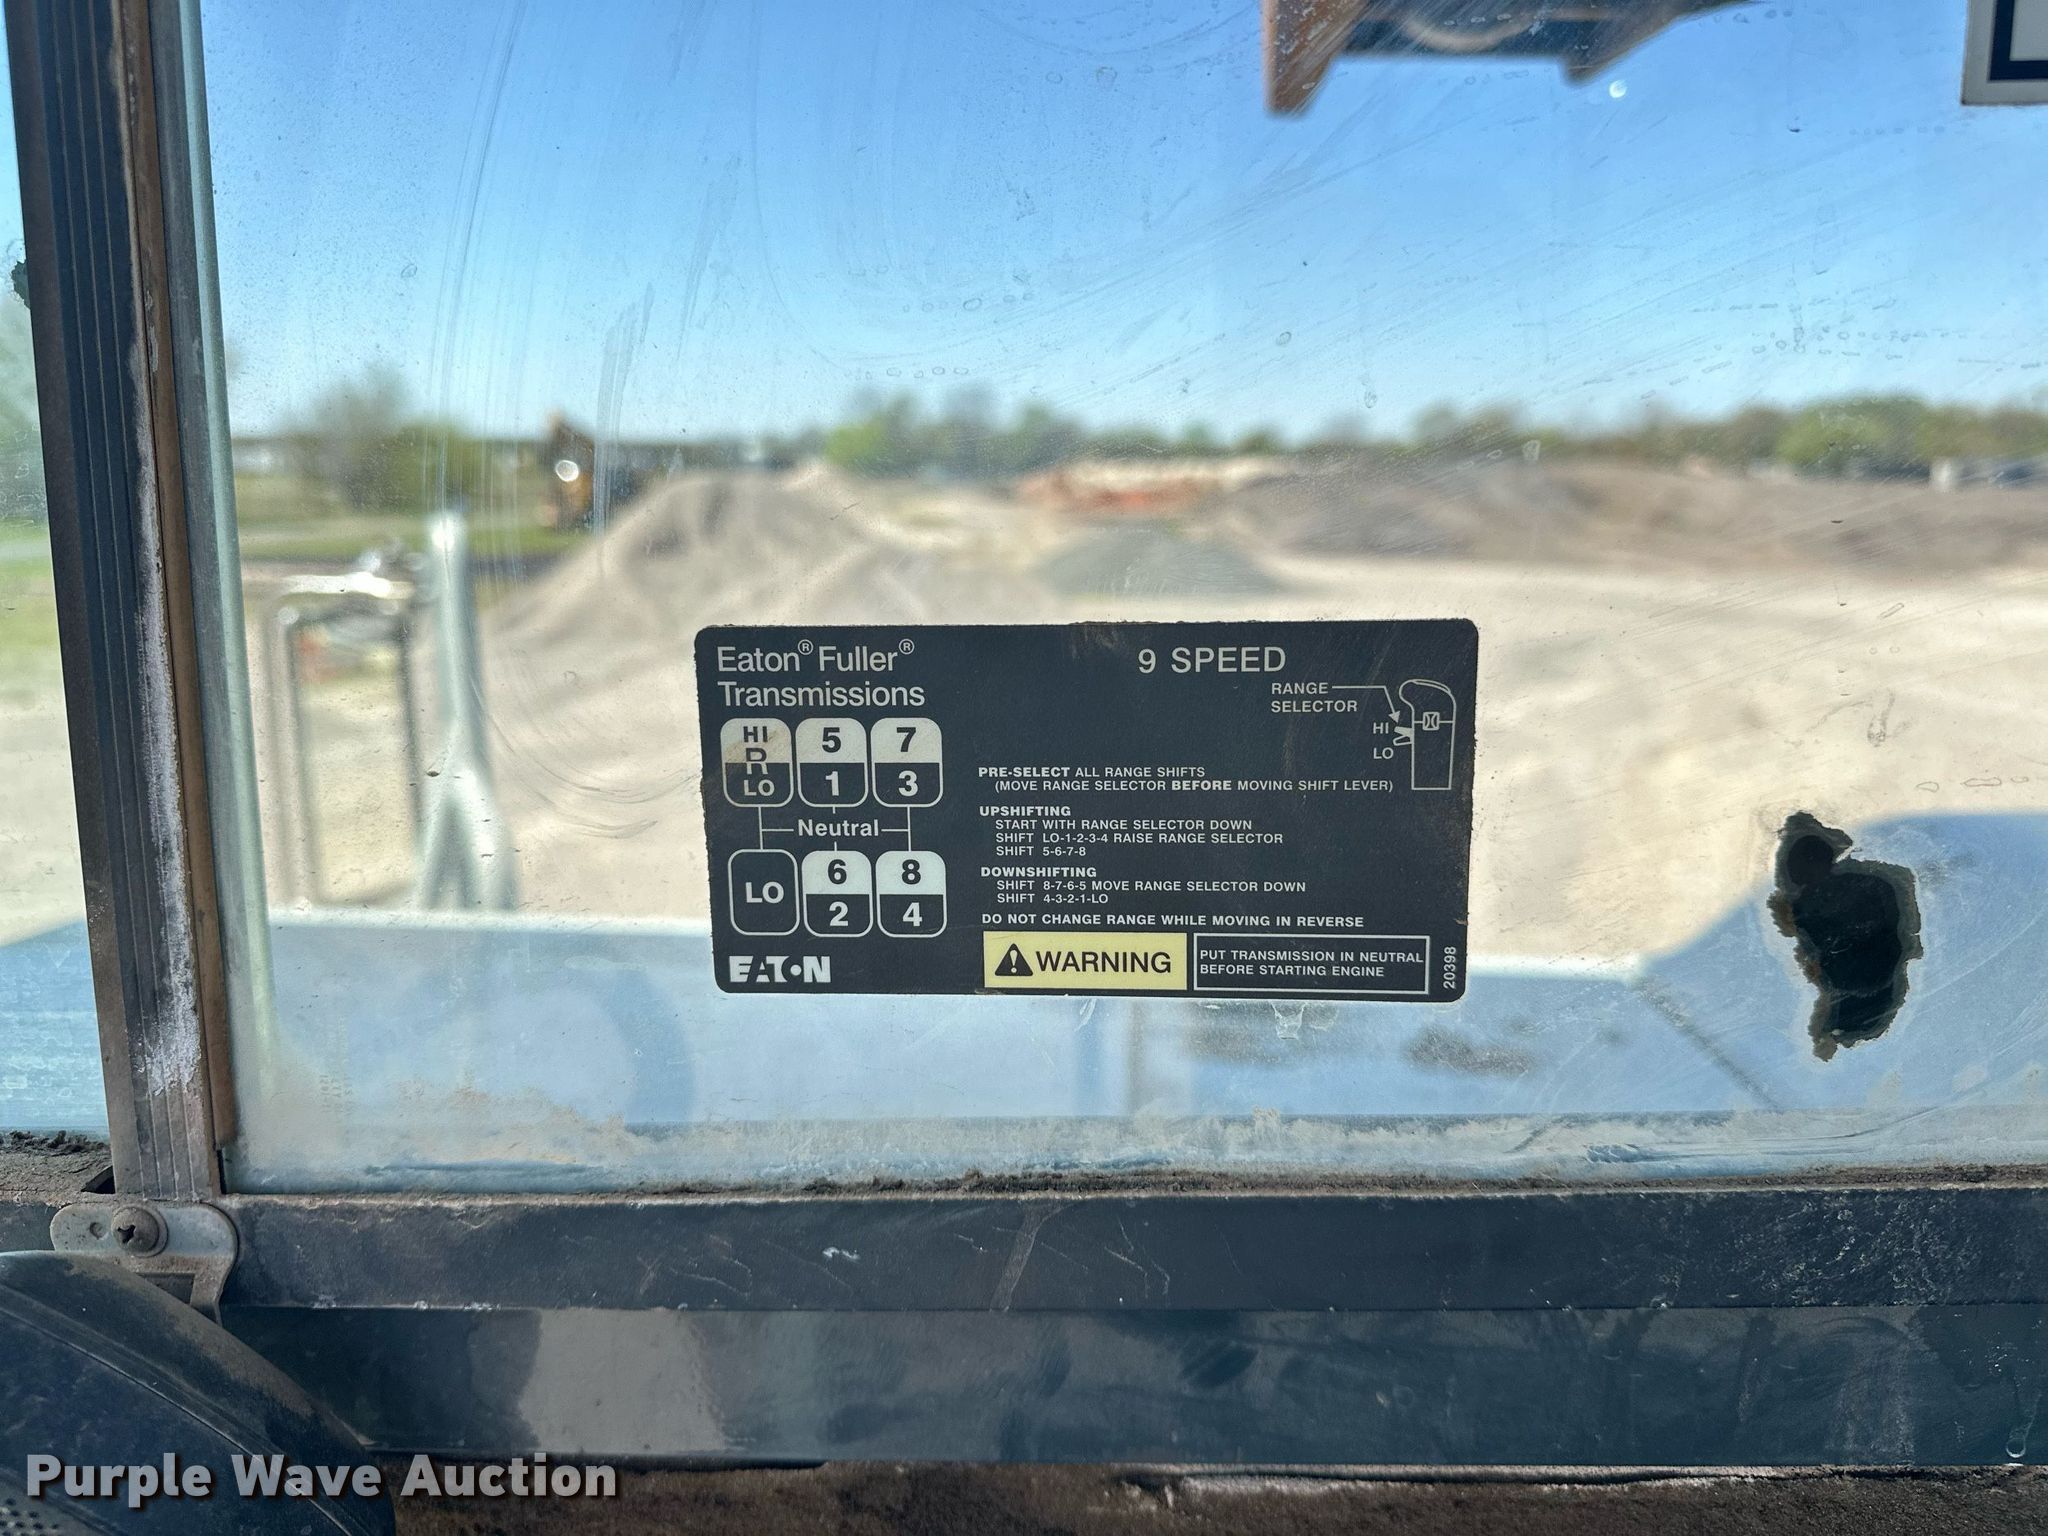 Eaton® Fuller®
Transmissions
9 SPEED
RANGE
SELECTOR
HI
LO
HI
R
LO
5
1
7
3
Neutral
LO
6
2
8
4
PRE-SELECT ALL RANGE SHIFTS
(MOVE RANGE SELECTOR BEFORE MOVING SHIFT LEVER)
UPSHIFTING
START WITH RANGE SELECTOR DOWN
SHIFT LO-1-2-3-4 RAISE RANGE SELECTOR
SHIFT 5-6-7-8
DOWNSHIFTING
SHIFT 8-7-6-5 MOVE RANGE SELECTOR DOWN
SHIFT 4-3-2-1-LO
DO NOT CHANGE RANGE WHILE MOVING IN REVERSE
EATON
WARNING
PUT TRANSMISSION IN NEUTRAL
BEFORE STARTING ENGINE
20398
Purple Wave Auction